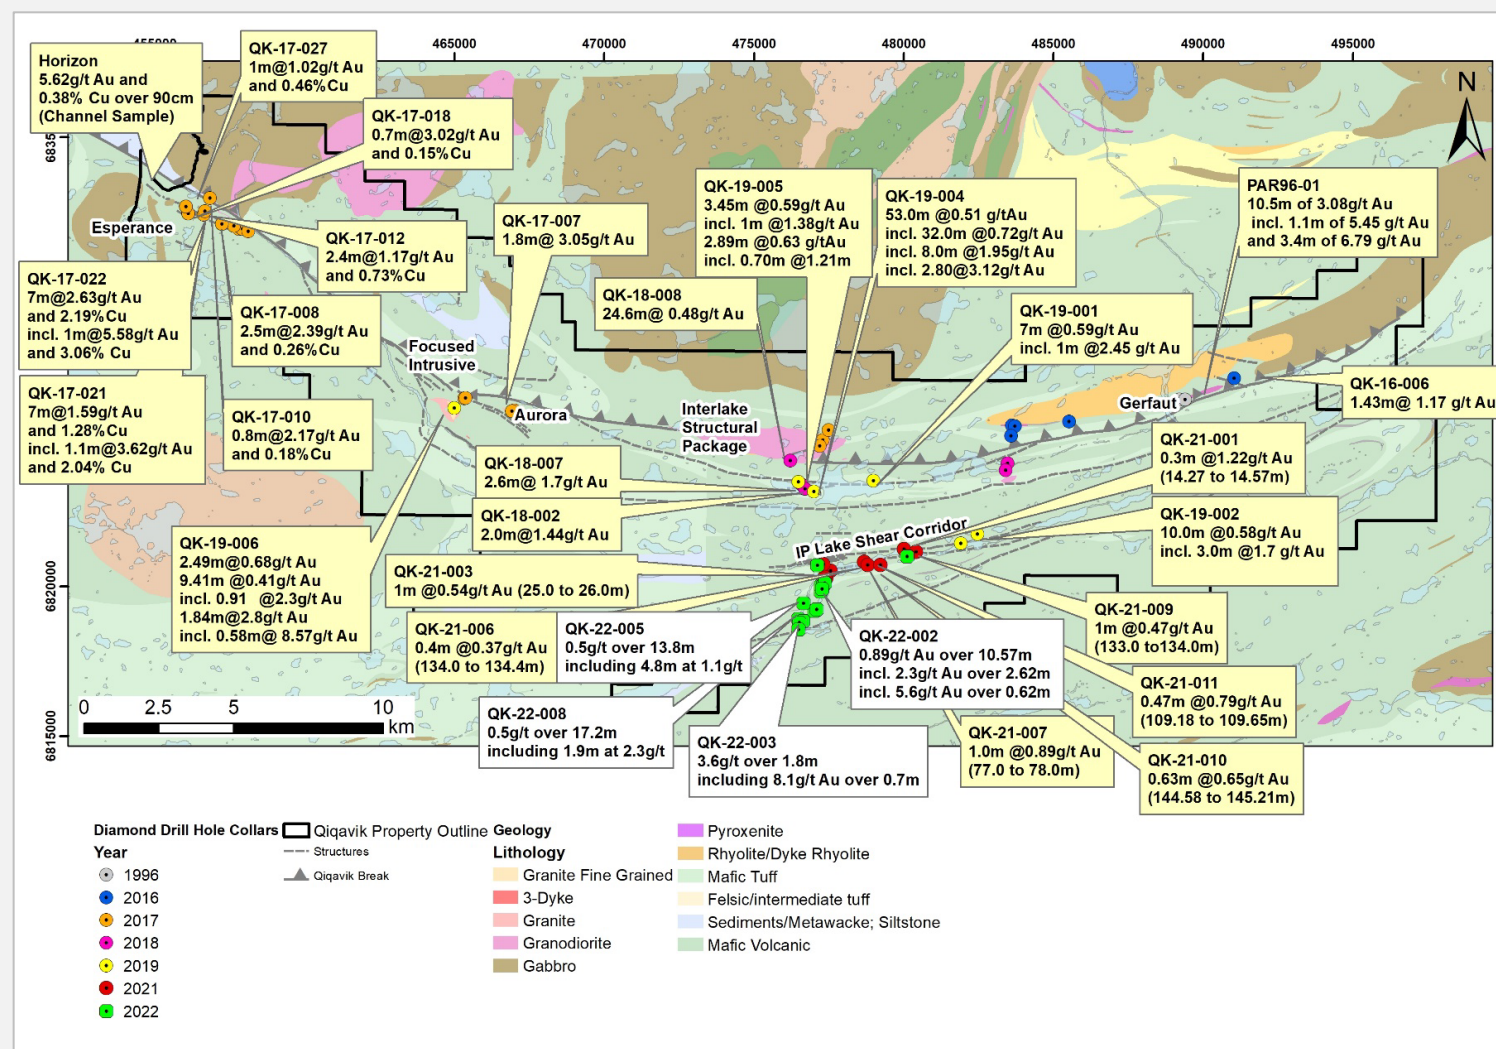 455000
465000
470000
475000
480000
485000
490000
495000
6835
6820000
6815000
N
Horizon
5.62g/t Au and
0.38% Cu over 90cm
(Channel Sample)
QK-17-027
1m@1.02g/t Au
and 0.46%Cu
QK-17-018
0.7m@3.02g/t Au
and 0.15%Cu
Esperance
QK-17-012
2.4m@1.17g/t Au
and 0.73%Cu
QK-17-007
1.8m@ 3.05g/t Au
QK-19-005
3.45m @0.59g/t Au
incl. 1m @1.38g/t Au
2.89m @0.63 g/tAu
incl. 0.70m @1.21m
QK-19-004
53.0m @0.51 g/tAu
incl. 32.0m @0.72g/t Au
incl. 8.0m @1.95g/t Au
incl. 2.80@3.12g/t Au
PAR96-01
10.5m of 3.08g/t Au
incl. 1.1m of 5.45 g/t Au
and 3.4m of 6.79 g/t Au
QK-17-022
7m@2.63g/t Au
and 2.19%Cu
incl. 1m@5.58g/t Au
and 3.06% Cu
QK-17-008
2.5m@2.39g/t Au
and 0.26%Cu
QK-18-008
24.6m@ 0.48g/t Au
QK-19-001
7m @0.59g/t Au
incl. 1m @2.45 g/t Au
Focused
Intrusive
QK-17-021
7m@1.59g/t Au
and 1.28%Cu
incl. 1.1m@3.62g/t Au
and 2.04% Cu
QK-17-010
0.8m@2.17g/t Au
and 0.18%Cu
Aurora
Interlake
Structural
Package
Gerfaut
QK-16-006
1.43m@ 1.17 g/t Au
QK-21-001
0.3m @1.22g/t Au
(14.27 to 14.57m)
QK-18-007
2.6m@ 1.7g/t Au
QK-18-002
2.0m@1.44g/t Au
QK-19-002
10.0m @0.58g/t Au
incl. 3.0m @1.7 g/t Au
IP Lake Shear Corridor
QK-19-006
2.49m@0.68g/t Au
9.41m @0.41g/t Au
incl. 0.91 @2.3g/t Au
1.84m@2.8g/t Au
incl. 0.58m@ 8.57g/t Au
QK-21-003
1m @0.54g/t Au (25.0 to 26.0m)
QK-21-006
0.4m @0.37g/t Au
(134.0 to 134.4m)
QK-22-005
0.5g/t over 13.8m
including 4.8m at 1.1g/t
QK-22-002
0.89g/t Au over 10.57m
incl. 2.3g/t Au over 2.62m
incl. 5.6g/t Au over 0.62m
QK-21-009
1m @0.47g/t Au
(133.0 to134.0m)
QK-21-011
0.47m @0.79g/t Au
(109.18 to 109.65m)
QK-22-008
0.5g/t over 17.2m
including 1.9m at 2.3g/t
QK-22-003
3.6g/t over 1.8m
including 8.1g/t Au over 0.7m
QK-21-007
1.0m @0.89g/t Au
(77.0 to 78.0m)
QK-21-010
0.63m @0.65g/t Au
(144.58 to 145.21m)
0 2.5 5 10
km
Diamond Drill Hole Collars
Year
1996
2016
2017
2018
2019
2021
2022
Qiqavik Property Outline
Structures
Qiqavik Break
Geology
Lithology
Granite Fine Grained
3-Dyke
Granite
Granodiorite
Gabbro
Pyroxenite
Rhyolite/Dyke Rhyolite
Mafic Tuff
Felsic/intermediate tuff
Sediments/Metawacke; Siltstone
Mafic Volcanic